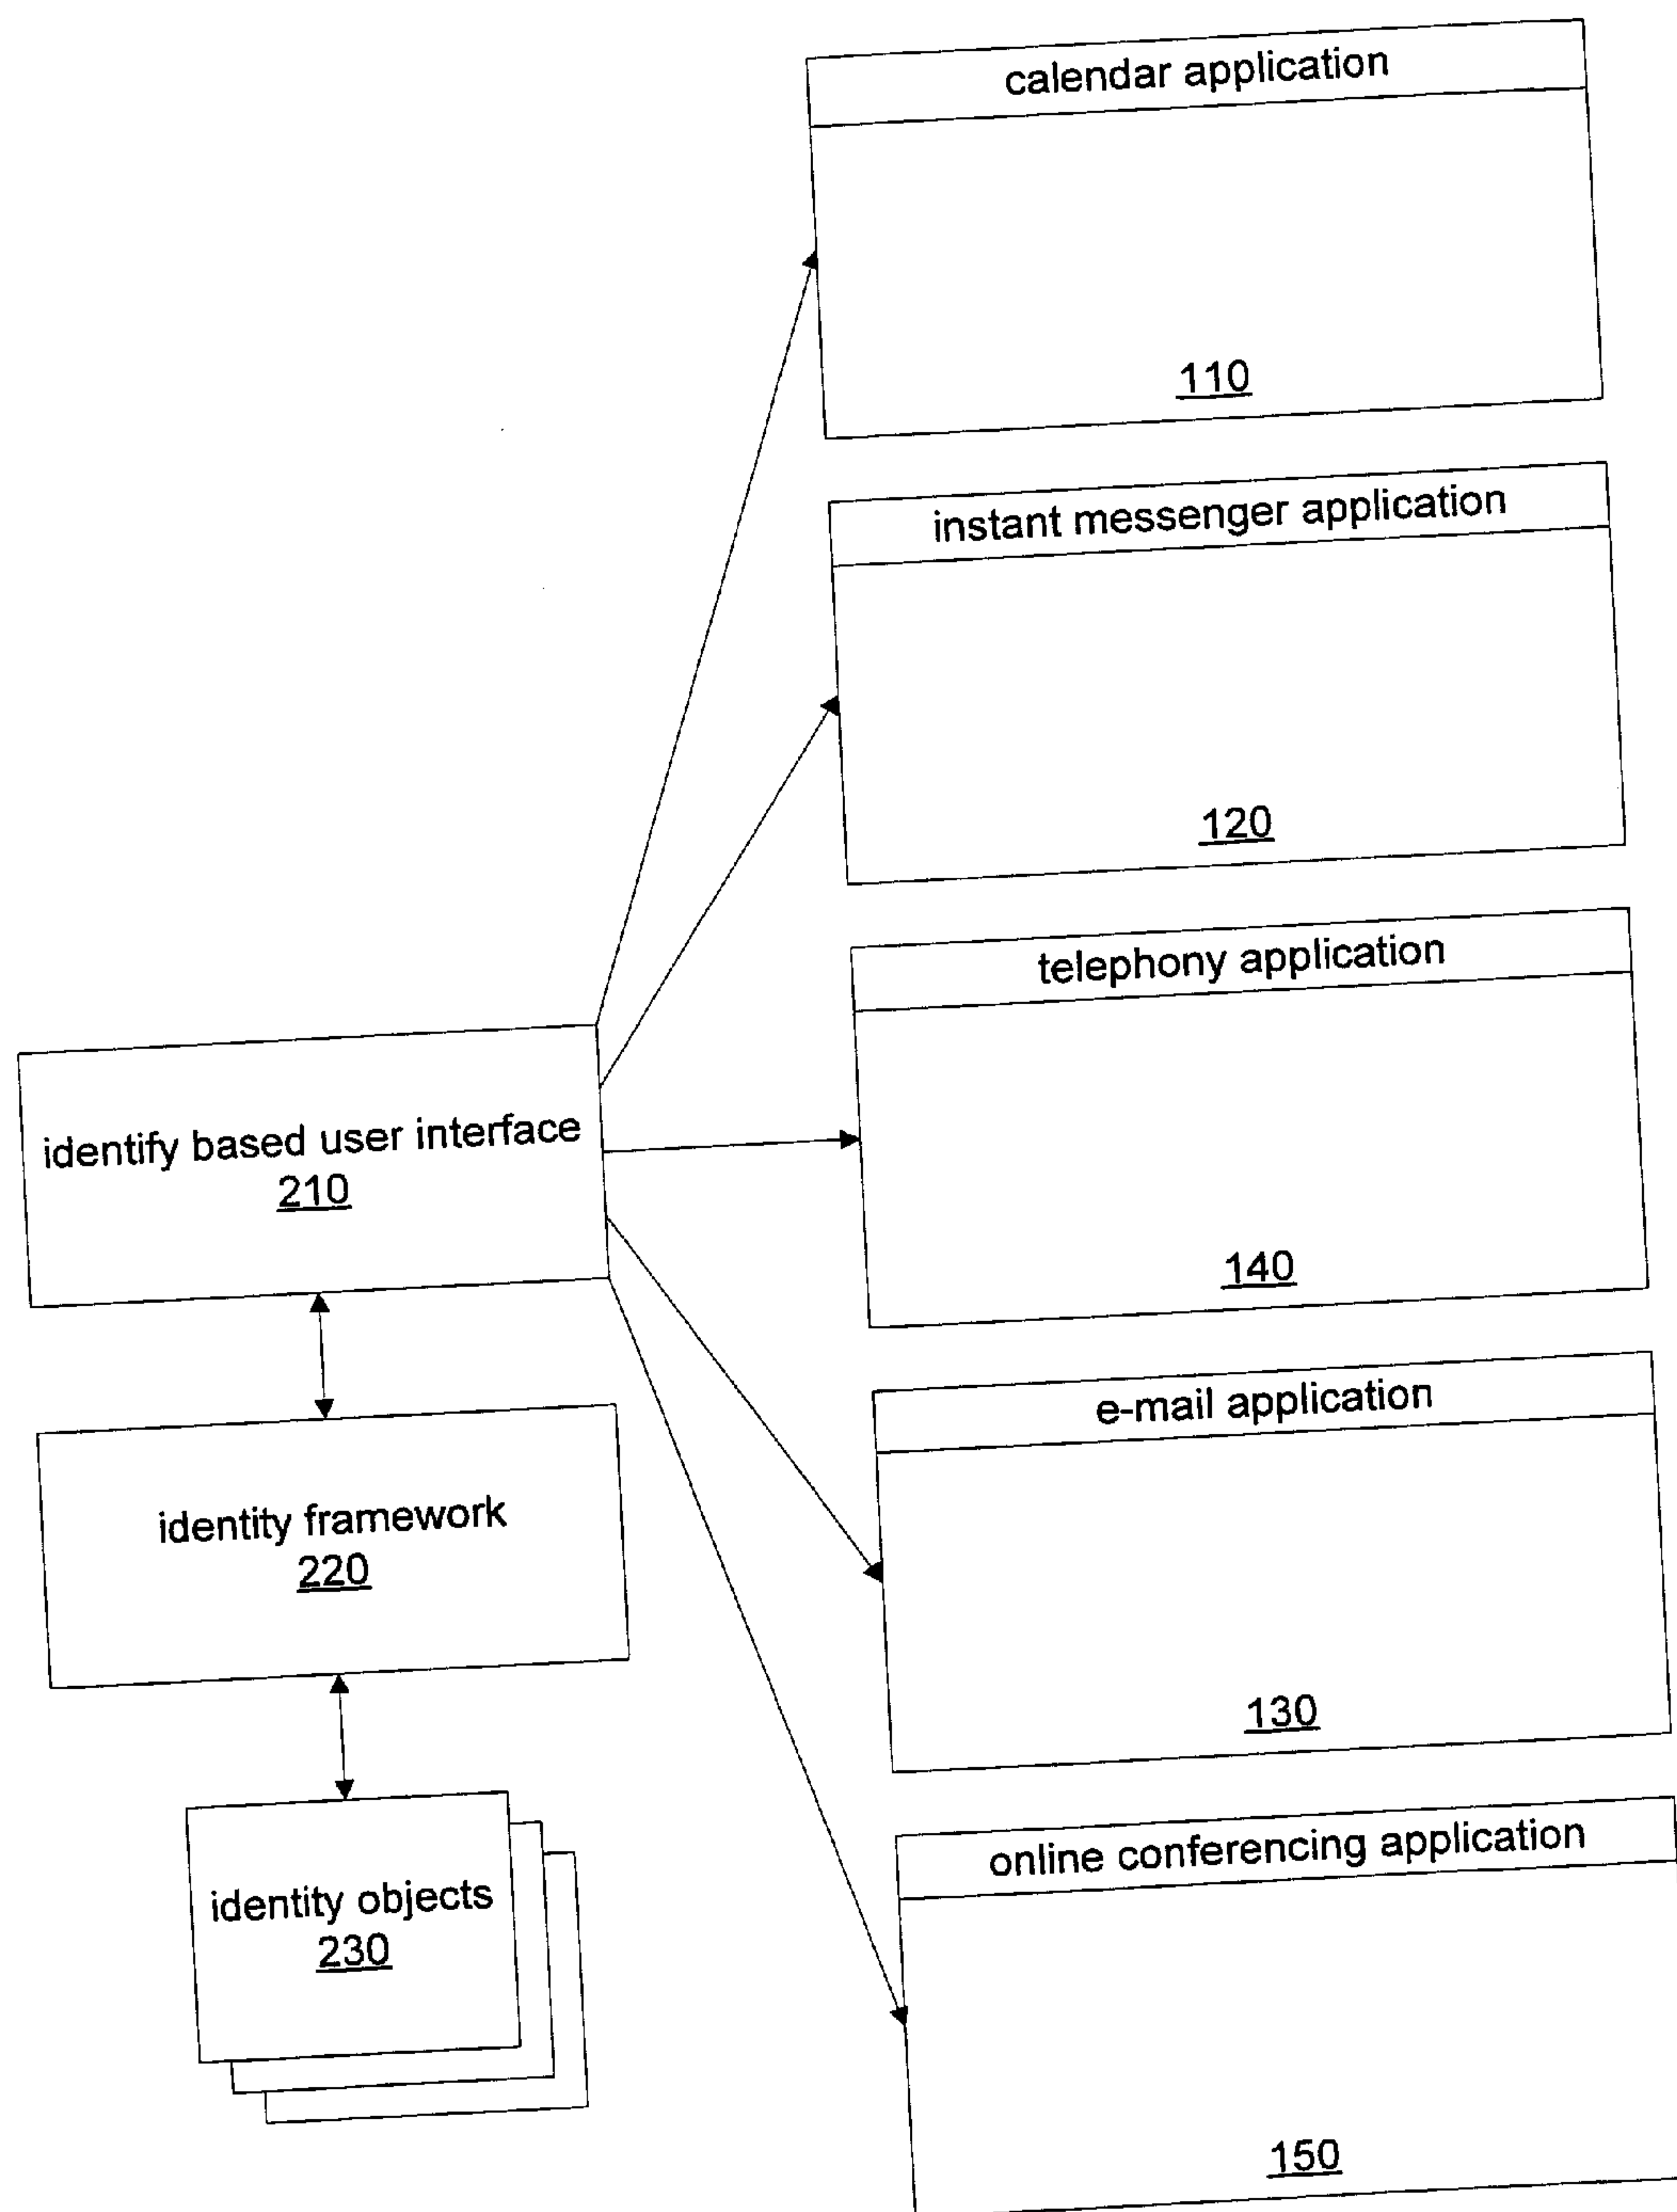 calendar application
110
instant messenger application
120
telephony application
140
identify based user interface
210
e-mail application
130
identity framework
220
online conferencing application
150
identity objects
230